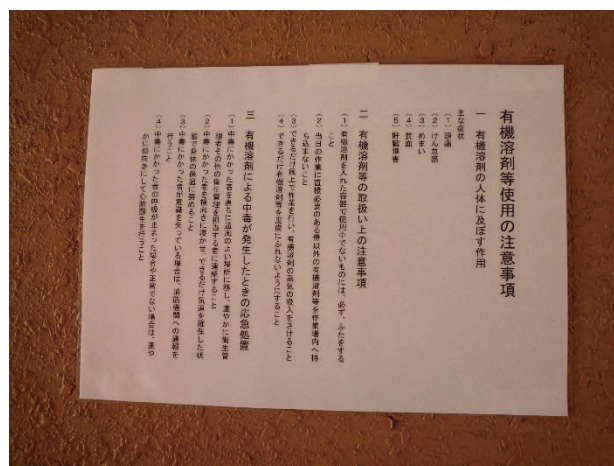 有機溶剤等使用の注意事項
一　有機溶剤の人体に及ぼす作用
主な症状
（１）頭痛
（２）けん怠感
（３）めまい
（４）貧血
（５）肝臓障害
二　有機溶剤等の取扱い上の注意事項
（１）有機溶剤を入れた容器で使用中でないものには、必ず、ふたをする
こと
（２）当日の作業に直接必要のある量以外の有機溶剤等を作業場内へ持
ち込まないこと
（３）できるだけ風上で作業を行い、有機溶剤の蒸気の吸入をさけること
（４）できるだけ有機溶剤等を皮膚にふれないようにすること
三　有機溶剤による中毒が発生したときの応急処置
（１）中毒にかかった者を直ちに通風のよい場所に移し、速やかに衛生管
理者その他の衛生管理を担当する者に連絡すること
（２）中毒にかかった者を横向きに寝かせ、できるだけ気道を確保した状
態で身体の保温に努めること
（３）中毒にかかった者が意識を失っている場合は、消防機関への通報を
行うこと
（４）中毒にかかった者の呼吸が止まった場合や正常でない場合は、速や
かに仰向きにして心肺蘇生を行うこと